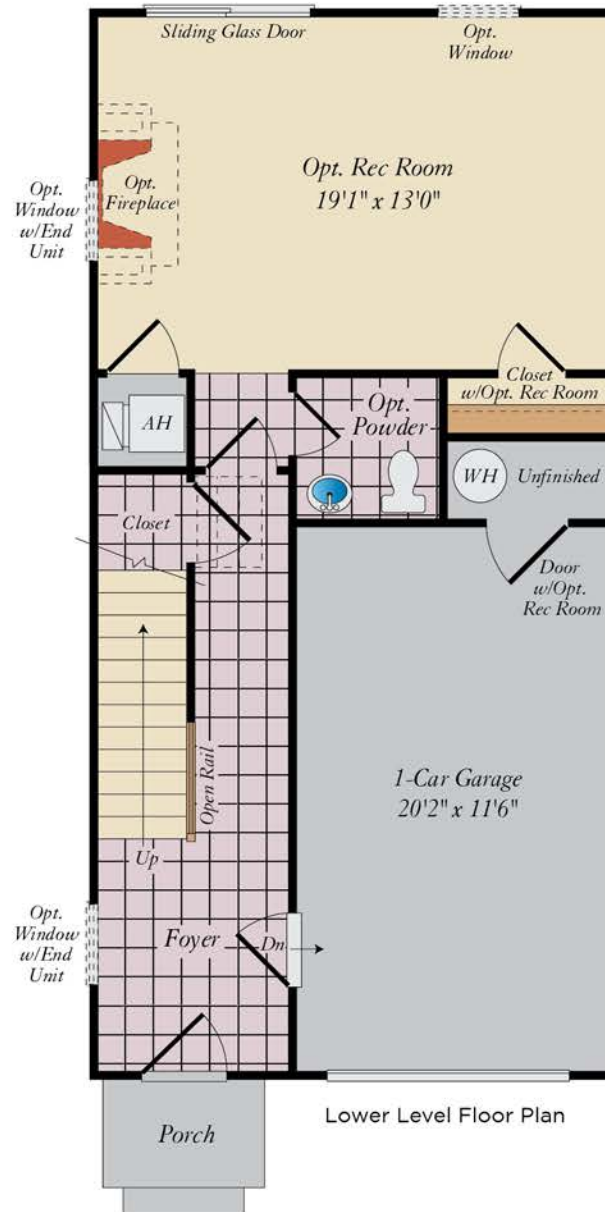 Sliding Glass Door
Opt.
Window
Opt. Rec Room
19'1" x 13'0"
Opt.
Fireplace
Opt.
Window
w/End
Unit
Closet
w/Opt. Rec Room
AH
Opt.
Powder
WH
Unfinished
Closet
Door
w/Opt.
Rec Room
Open Rail
1-Car Garage
20'2" x 11'6"
Up
Opt.
Window
w/End
Unit
Foyer
Dn
Lower Level Floor Plan
Porch